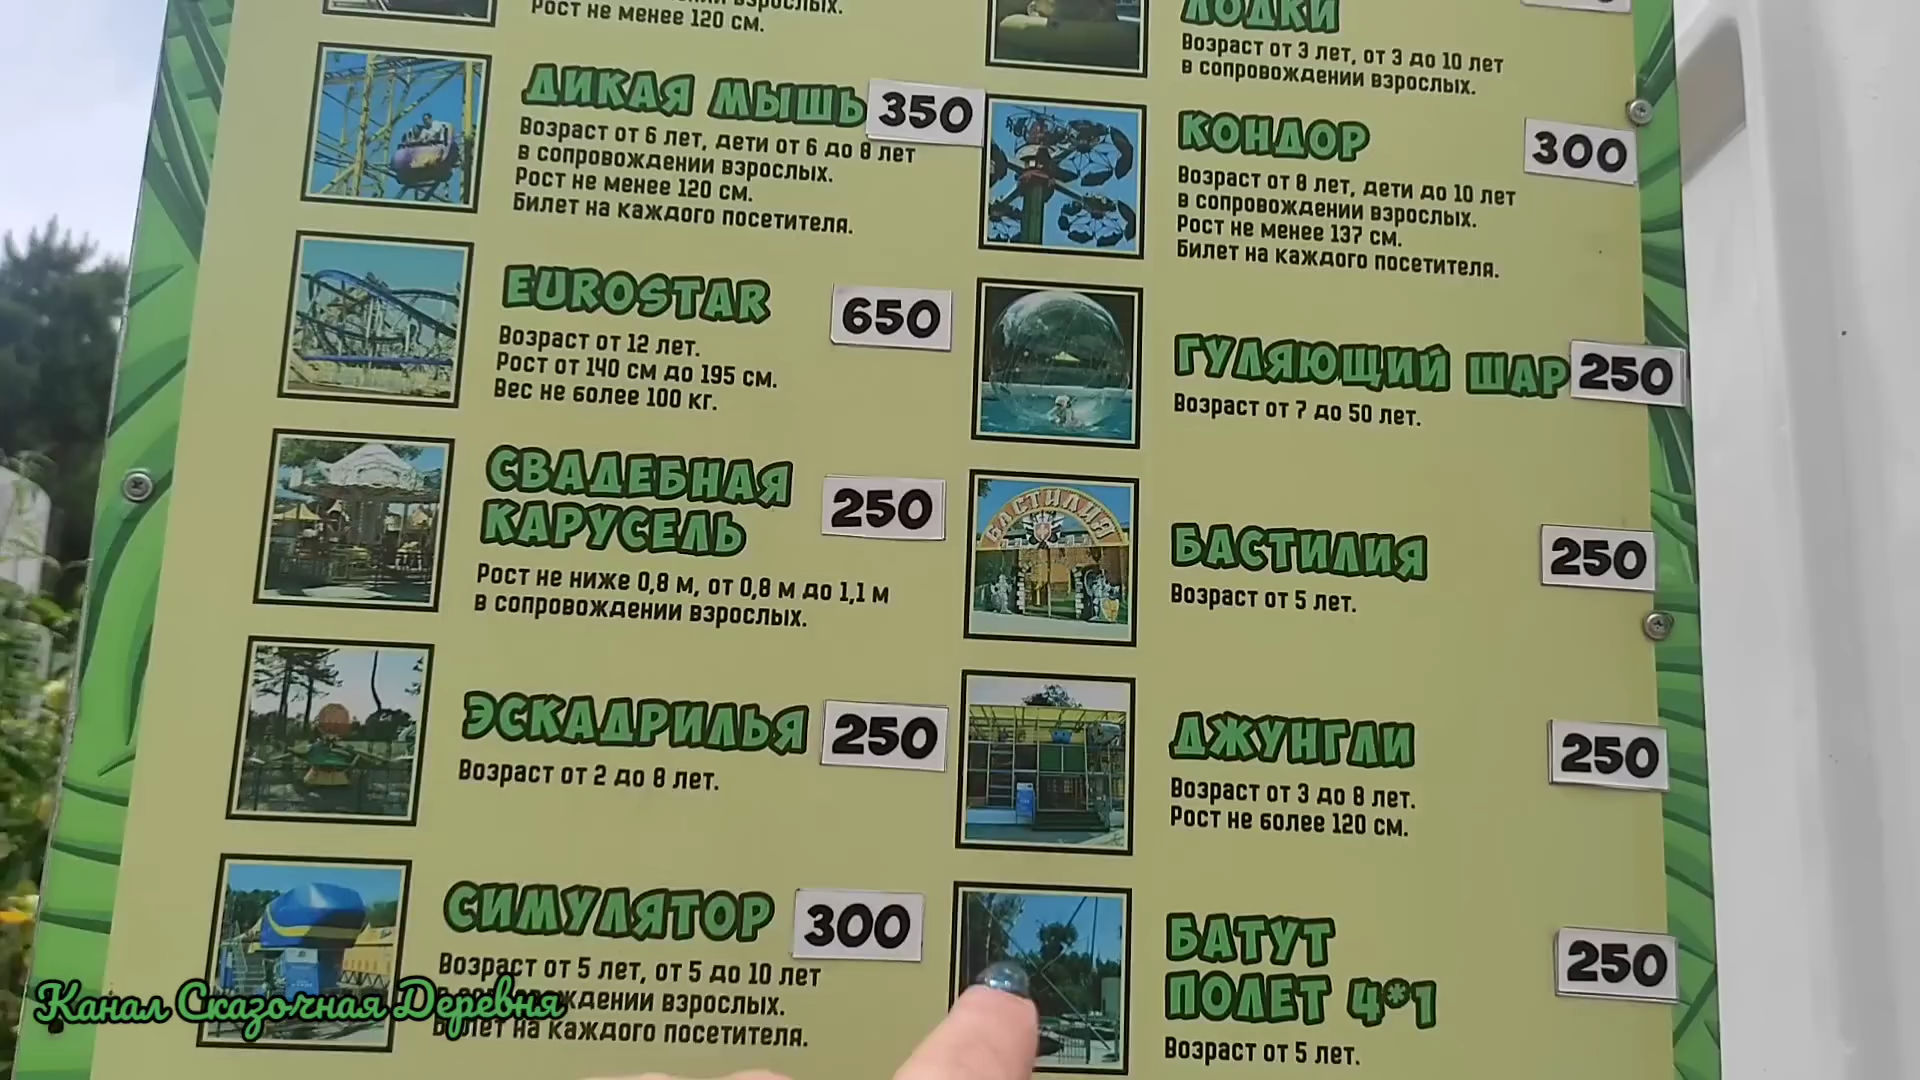 Рост не менее 120 см.
ДИКАЯ МЫШЬ 350
Возраст от 6 лет, дети от 6 до 8 лет
в сопровождении взрослых.
Рост не менее 120 см.
Билет на каждого посетителя.
EUROSTAR 650
Возраст от 12 лет.
Рост от 140 см до 195 см.
Вес не более 100 кг.
СВАДЕБНАЯ
КАРУСЕЛЬ 250
Рост не ниже 0,8 м, от 0,8 м до 1,1 м
в сопровождении взрослых.
ЭСКАДРИЛЬЯ 250
Возраст от 2 до 8 лет.
СИМУЛЯТОР 300
Возраст от 5 лет, от 5 до 10 лет
взрослых.
Билет на каждого посетителя.
ЛОДКИ
Возраст от 3 лет, от 3 до 10 лет
в сопровождении взрослых.
КОНДОР 300
Возраст от 8 лет, дети до 10 лет
в сопровождении взрослых.
Рост не менее 137 см.
Билет на каждого посетителя.
ГУЛЯЮЩИЙ ШАР 250
Возраст от 7 до 50 лет.
БАСТИЛИЯ
БАСТИЛИЯ 250
Возраст от 5 лет.
ДЖУНГЛИ 250
Возраст от 3 до 8 лет.
Рост не более 120 см.
БАТУТ
ПОЛЕТ 4*1 250
Возраст от 5 лет.
Канал Сказочная Деревня